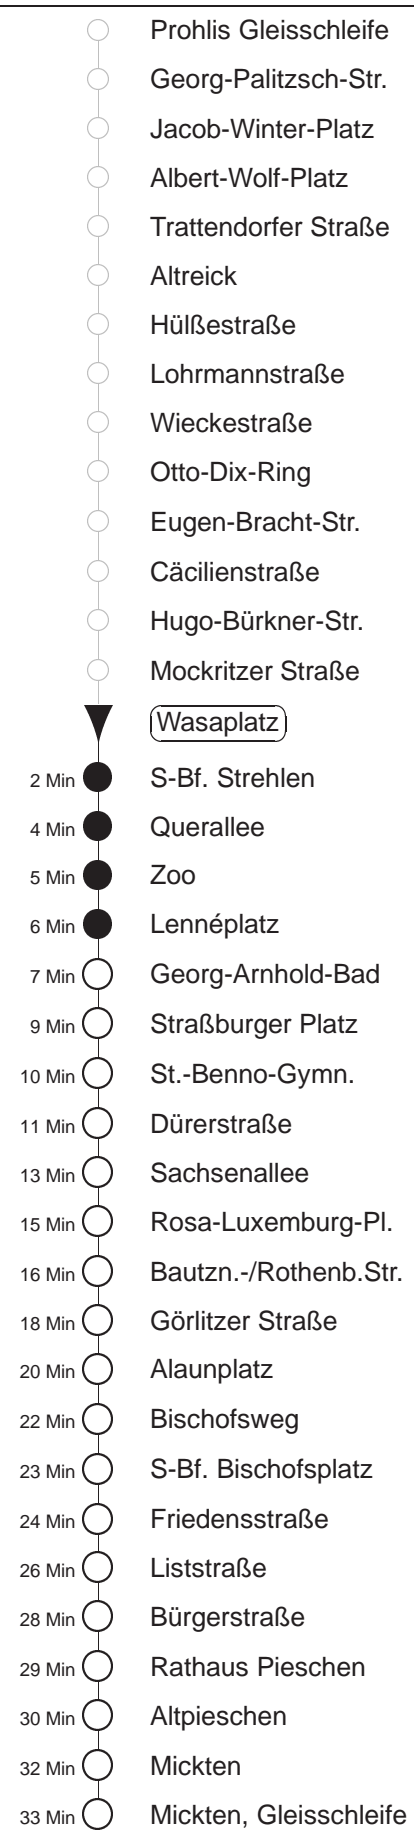 Prohlis Gleisschleife
Georg-Palitzsch-Str.
Jacob-Winter-Platz
Albert-Wolf-Platz
Trattendorfer Straße
Altreick
Hülßestraße
Lohrmannstraße
Wieckestraße
Otto-Dix-Ring
Eugen-Bracht-Str.
Cäcilienstraße
Hugo-Bürkner-Str.
Mockritzer Straße
Wasaplatz
2 Min S-Bf. Strehlen
4 Min Querallee
5 Min Zoo
6 Min Lennéplatz
7 Min Georg-Arnhold-Bad
9 Min Straßburger Platz
10 Min St.-Benno-Gymn.
11 Min Dürerstraße
13 Min Sachsenallee
15 Min Rosa-Luxemburg-Pl.
16 Min Bautzn.-/Rothenb.Str.
18 Min Görlitzer Straße
20 Min Alaunplatz
22 Min Bischofsweg
23 Min S-Bf. Bischofsplatz
24 Min Friedensstraße
26 Min Liststraße
28 Min Bürgerstraße
29 Min Rathaus Pieschen
30 Min Altpieschen
32 Min Mickten
33 Min Mickten, Gleisschleife